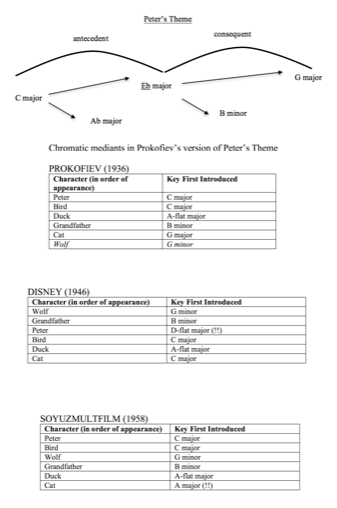 Peter's Theme
antecedent
consequent
G major
Eb major
C major
B minor
Ab major
Chromatic mediants in Prokofiev's version of Peter's Theme
PROKOFIEV (1936)
Character (in order of appearance) Key First Introduced
Peter C major
Bird C major
Duck A-flat major
Grandfather B minor
Cat G major
Wolf G minor
DISNEY (1946)
Character (in order of appearance) Key First Introduced
Wolf G minor
Grandfather B minor
Peter D-flat major (!!)
Bird C major
Duck A-flat major
Cat C major
SOYUZMULTFILM (1958)
Character (in order of appearance) Key First Introduced
Peter C major
Bird C major
Wolf G minor
Grandfather B minor
Duck A-flat major
Cat A major (!!)